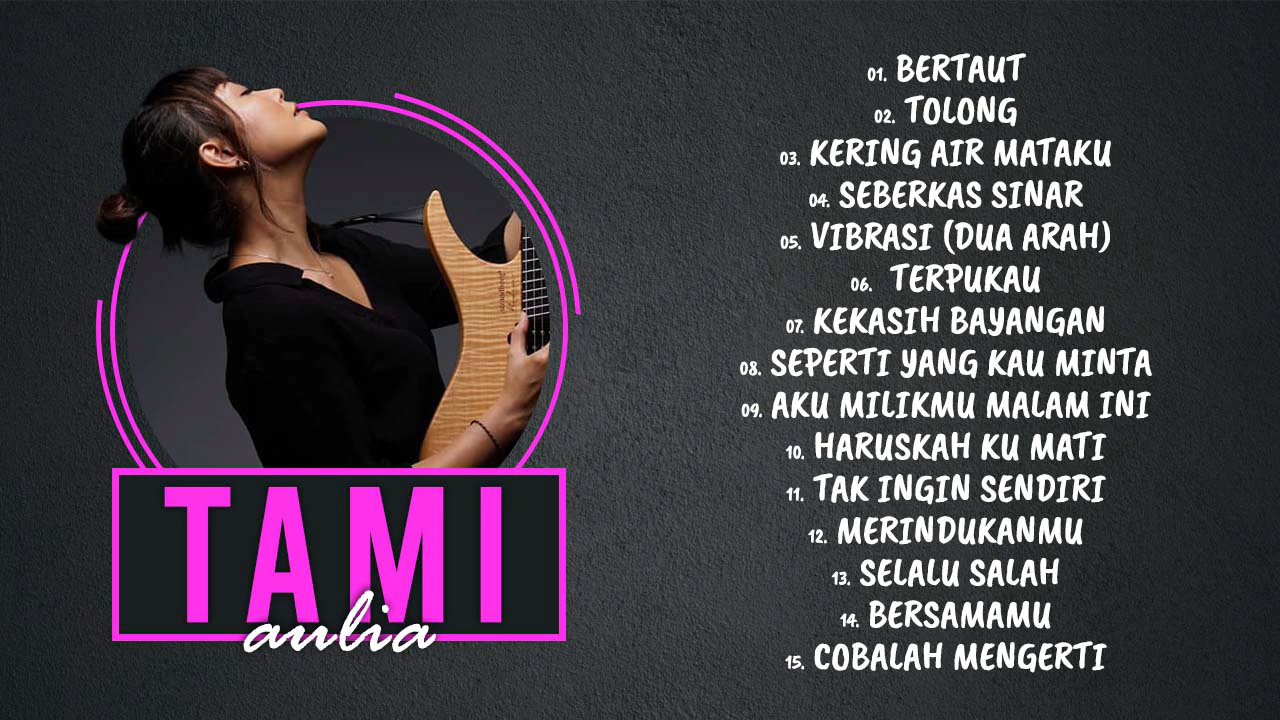 TAMI
aulia
01. BERTAUT
02. TOLONG
03. KERING AIR MATAKU
04. SEBERKAS SINAR
05. VIBRASI (DUA ARAH)
06. TERPUKAU
07. KEKASIH BAYANGAN
08. SEPERTI YANG KAU MINTA
09. AKU MILIKMU MALAM INI
10. HARUSKAH KU MATI
11. TAK INGIN SENDIRI
12. MERINDUKANMU
13. SELALU SALAH
14. BERSAMAMU
15. COBALAH MENGERTI